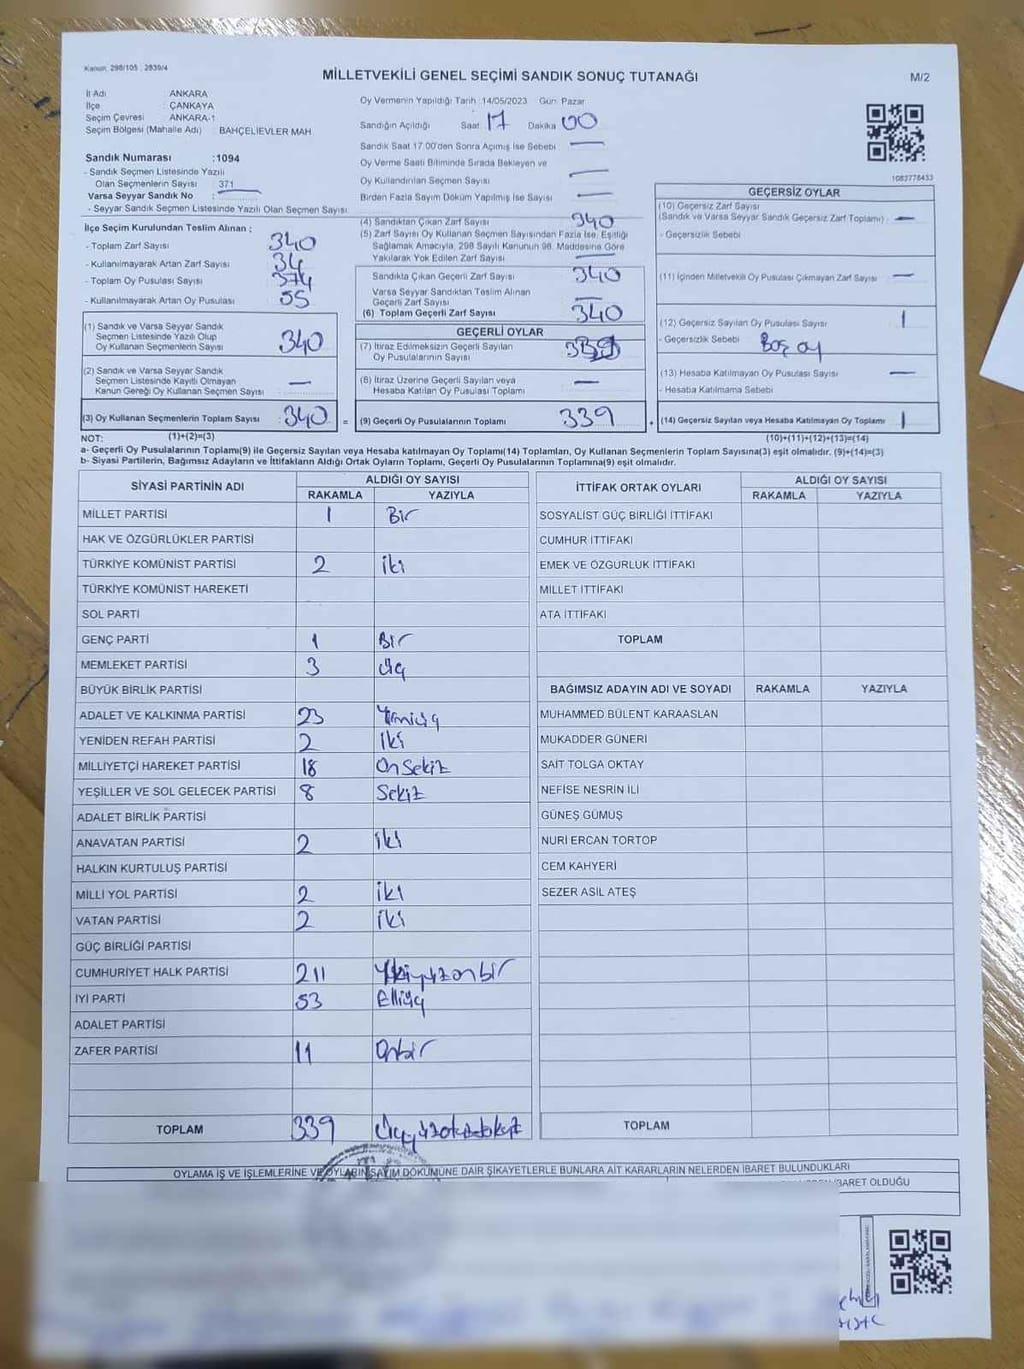 Kanun, 298/105 ; 2839/4
MİLLETVEKİLİ GENEL SEÇİMİ SANDIK SONUÇ TUTANAĞI
M/2
İl Adı ANKARA
İlçe ÇANKAYA
Seçim Çevresi ANKARA-1
Seçim Bölgesi (Mahalle Adı) BAHÇELİEVLER MAH.
Sandık Numarası :1094
- Sandık Seçmen Listesinde Yazılı
Olan Seçmenlerin Sayısı : 371
Varsa Seyyar Sandık No
- Seyyar Sandık Seçmen Listesinde Yazılı Olan Seçmen Sayısı
Oy Vermenin Yapıldığı Tarih :14/05/2023 Gün: Pazar
Sandığın Açıldığı Saat 17 Dakika 00
Sandık Saat 17.00'den Sonra Açımış İse Sebebi —
Oy Verme Saati Bitiminde Sırada Bekleyen ve
Oy Kullandırılan Seçmen Sayısı —
Birden Fazla Sayım Döküm Yapılmış İse Sayısı —
1083778433
İlçe Seçim Kurulundan Teslim Alınan ;
- Toplam Zarf Sayısı 340
- Kullanılmayarak Artan Zarf Sayısı 34
- Toplam Oy Pusulası Sayısı 374
- Kullanılmayarak Artan Oy Pusulası 55
(1) Sandık ve Varsa Seyyar Sandık
Seçmen Listesinde Yazılı Olup
Oy Kullanan Seçmenlerin Sayısı 340
(2) Sandık ve Varsa Seyyar Sandık
Seçmen Listesinde Kayıtlı Olmayan
Kanun Gereği Oy Kullanan Seçmen Sayısı —
(3) Oy Kullanan Seçmenlerin Toplam Sayısı 340 =
(4) Sandıktan Çıkan Zarf Sayısı 340
(5) Zarf Sayısı Oy Kullanan Seçmen Sayısından Fazla İse, Eşitliği
Sağlamak Amacıyla, 298 Sayılı Kanunun 98. Maddesine Göre
Yakılarak Yok Edilen Zarf Sayısı —
Sandıkta Çıkan Geçerli Zarf Sayısı 340
Varsa Seyyar Sandıktan Teslim Alınan
Geçerli Zarf Sayısı —
(6) Toplam Geçerli Zarf Sayısı 340
GEÇERLİ OYLAR
(7) İtiraz Edilmeksizin Geçerli Sayılan
Oy Pusulalarının Sayısı 339
(8) İtiraz Üzerine Geçerli Sayılan veya
Hesaba Katılan Oy Pusulası Toplamı —
(9) Geçerli Oy Pusulalarının Toplamı 339 +
GEÇERSİZ OYLAR
(10) Geçersiz Zarf Sayısı
(Sandık ve Varsa Seyyar Sandık Geçersiz Zarf Toplamı) —
- Geçersizlik Sebebi
(11) İçinden Milletvekili Oy Pusulası Çıkmayan Zarf Sayısı —
(12) Geçersiz Sayılan Oy Pusulası Sayısı 1
- Geçersizlik Sebebi Boş oy
(13) Hesaba Katılmayan Oy Pusulası Sayısı —
- Hesaba Katılmama Sebebi
(14) Geçersiz Sayılan veya Hesaba Katılmayan Oy Toplamı 1
NOT: (1)+(2)=(3) (10)+(11)+(12)+(13)=(14)
a- Geçerli Oy Pusulalarının Toplamı(9) ile Geçersiz Sayılan veya Hesaba katılmayan Oy Toplamı(14) Toplamları, Oy Kullanan Seçmenlerin Toplam Sayısına(3) eşit olmalıdır. (9)+(14)=(3)
b- Siyasi Partilerin, Bağımsız Adayların ve İttifakların Aldığı Ortak Oyların Toplamı, Geçerli Oy Pusulalarının Toplamına(9) eşit olmalıdır.
SİYASİ PARTİNİN ADI ALDIĞI OY SAYISI
RAKAMLA YAZIYLA
MİLLET PARTİSİ 1 Bir
HAK VE ÖZGÜRLÜKLER PARTİSİ
TÜRKİYE KOMÜNİST PARTİSİ 2 iki
TÜRKİYE KOMÜNİST HAREKETİ
SOL PARTİ
GENÇ PARTİ 1 Bir
MEMLEKET PARTİSİ 3 üç
BÜYÜK BİRLİK PARTİSİ
ADALET VE KALKINMA PARTİSİ 23 Yirmiüç
YENİDEN REFAH PARTİSİ 2 iki
MİLLİYETÇİ HAREKET PARTİSİ 18 Onsekiz
YEŞİLLER VE SOL GELECEK PARTİSİ 8 Sekiz
ADALET BİRLİK PARTİSİ
ANAVATAN PARTİSİ 2 iki
HALKIN KURTULUŞ PARTİSİ
MİLLİ YOL PARTİSİ 2 iki
VATAN PARTİSİ 2 iki
GÜÇ BİRLİĞİ PARTİSİ
CUMHURİYET HALK PARTİSİ 211 ikiyüzonbir
İYİ PARTİ 53 Elliüç
ADALET PARTİSİ
ZAFER PARTİSİ 11 Onbir
TOPLAM 339 Üçyüzotuzdokuz
İTTİFAK ORTAK OYLARI ALDIĞI OY SAYISI
RAKAMLA YAZIYLA
SOSYALİST GÜÇ BİRLİĞİ İTTİFAKI
CUMHUR İTTİFAKI
EMEK VE ÖZGÜRLÜK İTTİFAKI
MİLLET İTTİFAKI
ATA İTTİFAKI
TOPLAM
BAĞIMSIZ ADAYIN ADI VE SOYADI RAKAMLA YAZIYLA
MUHAMMED BÜLENT KARAASLAN
MUKADDER GÜNERİ
SAİT TOLGA OKTAY
NEFİSE NESRİN İLİ
GÜNEŞ GÜMÜŞ
NURİ ERCAN TORTOP
CEM KAHYERİ
SEZER ASİL ATEŞ
TOPLAM
OYLAMA İŞ VE İŞLEMLERİNE VE OYLARIN SAYIM DÖKÜMÜNE DAİR ŞİKAYETLERLE BUNLARA AİT KARARLARIN NELERDEN İBARET BULUNDUKLARI
İBARET OLDUĞU